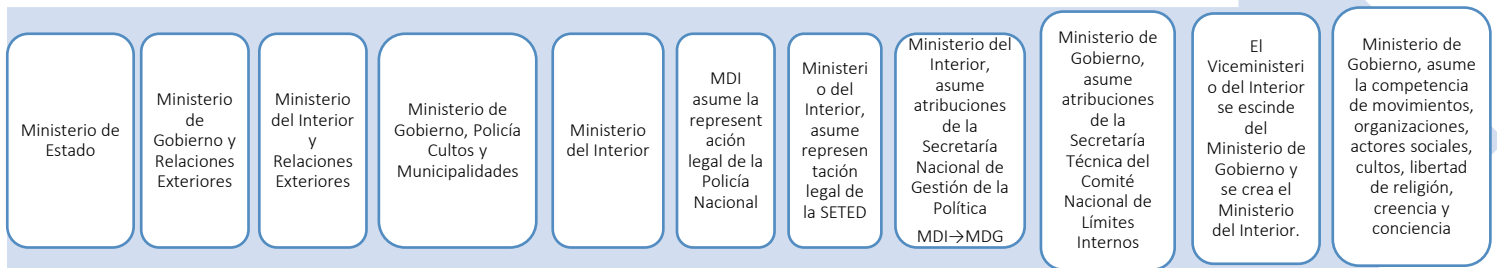 Ministerio de
Estado
Ministerio
de
Gobierno y
Relaciones
Exteriores
Ministerio
del Interior
y
Relaciones
Exteriores
Ministerio de
Gobierno, Policía
Cultos y
Municipalidades
Ministerio
del Interior
MDI
asume la
represent
ación
legal de la
Policía
Nacional
Ministeri
o del
Interior,
asume
represen
tación
legal de
la SETED
Ministerio del
Interior,
asume
atribuciones
de la
Secretaría
Nacional de
Gestión de la
Política
MDI→MDG
Ministerio de
Gobierno,
asume
atribuciones
de la
Secretaría
Técnica del
Comité
Nacional de
Límites
Internos
El
Viceministeri
o del Interior
se escinde
del
Ministerio de
Gobierno y
se crea el
Ministerio
del Interior.
Ministerio de
Gobierno, asume
la competencia
de movimientos,
organizaciones,
actores sociales,
cultos, libertad
de religión,
creencia y
conciencia